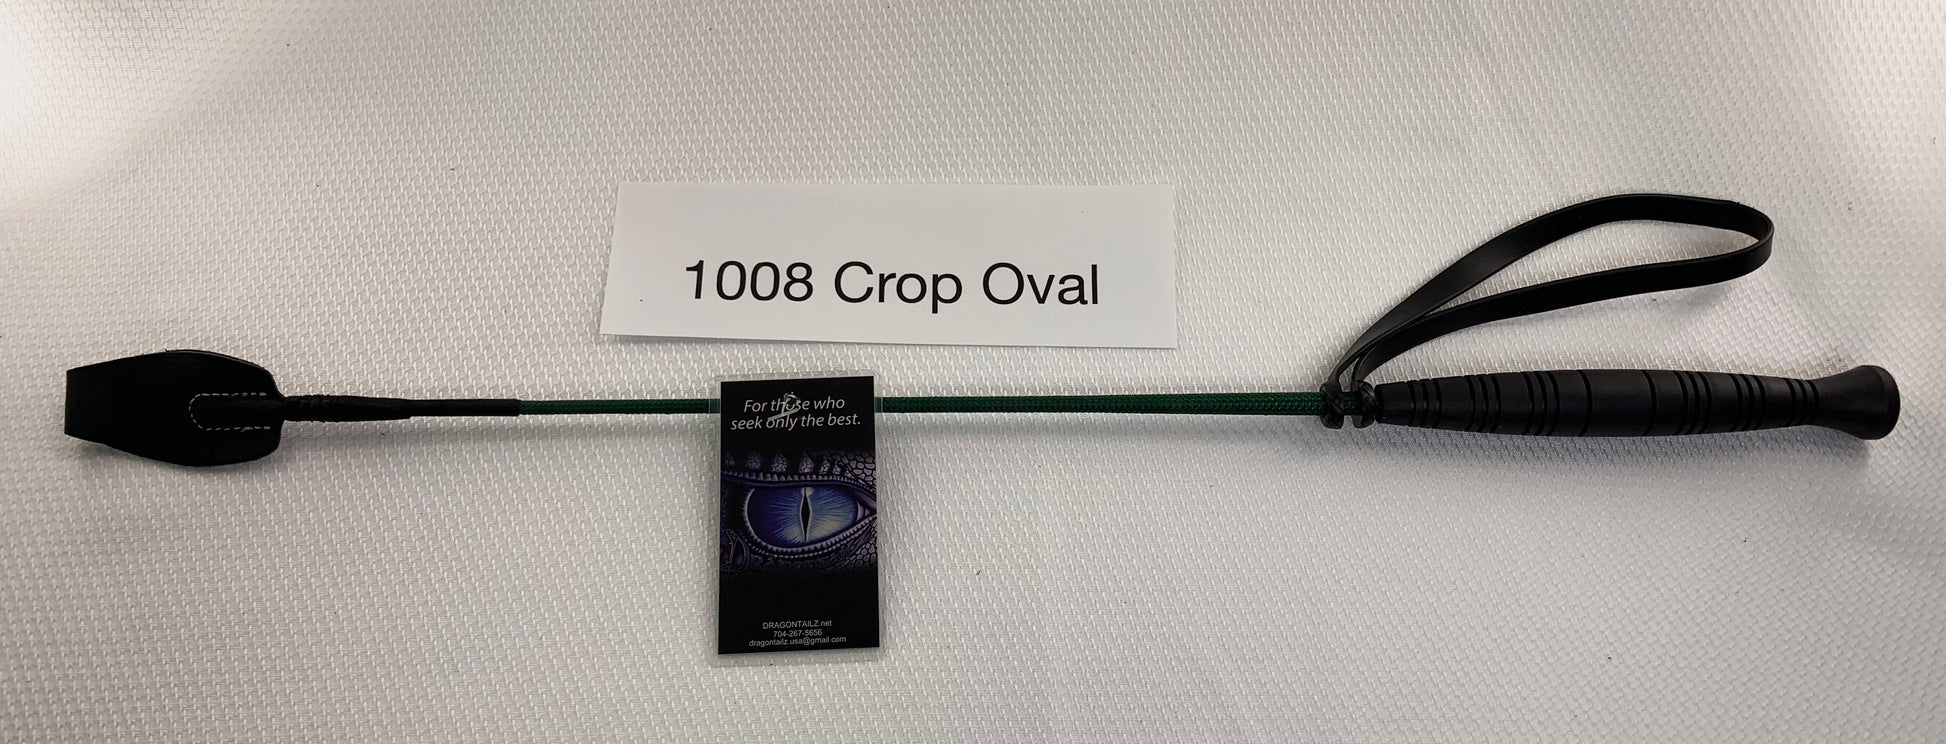 1008 Crop Oval
For those who
seek only the best.
DRAGONTAILZ.net
704-267-5656
dragontailz.usa@gmail.com